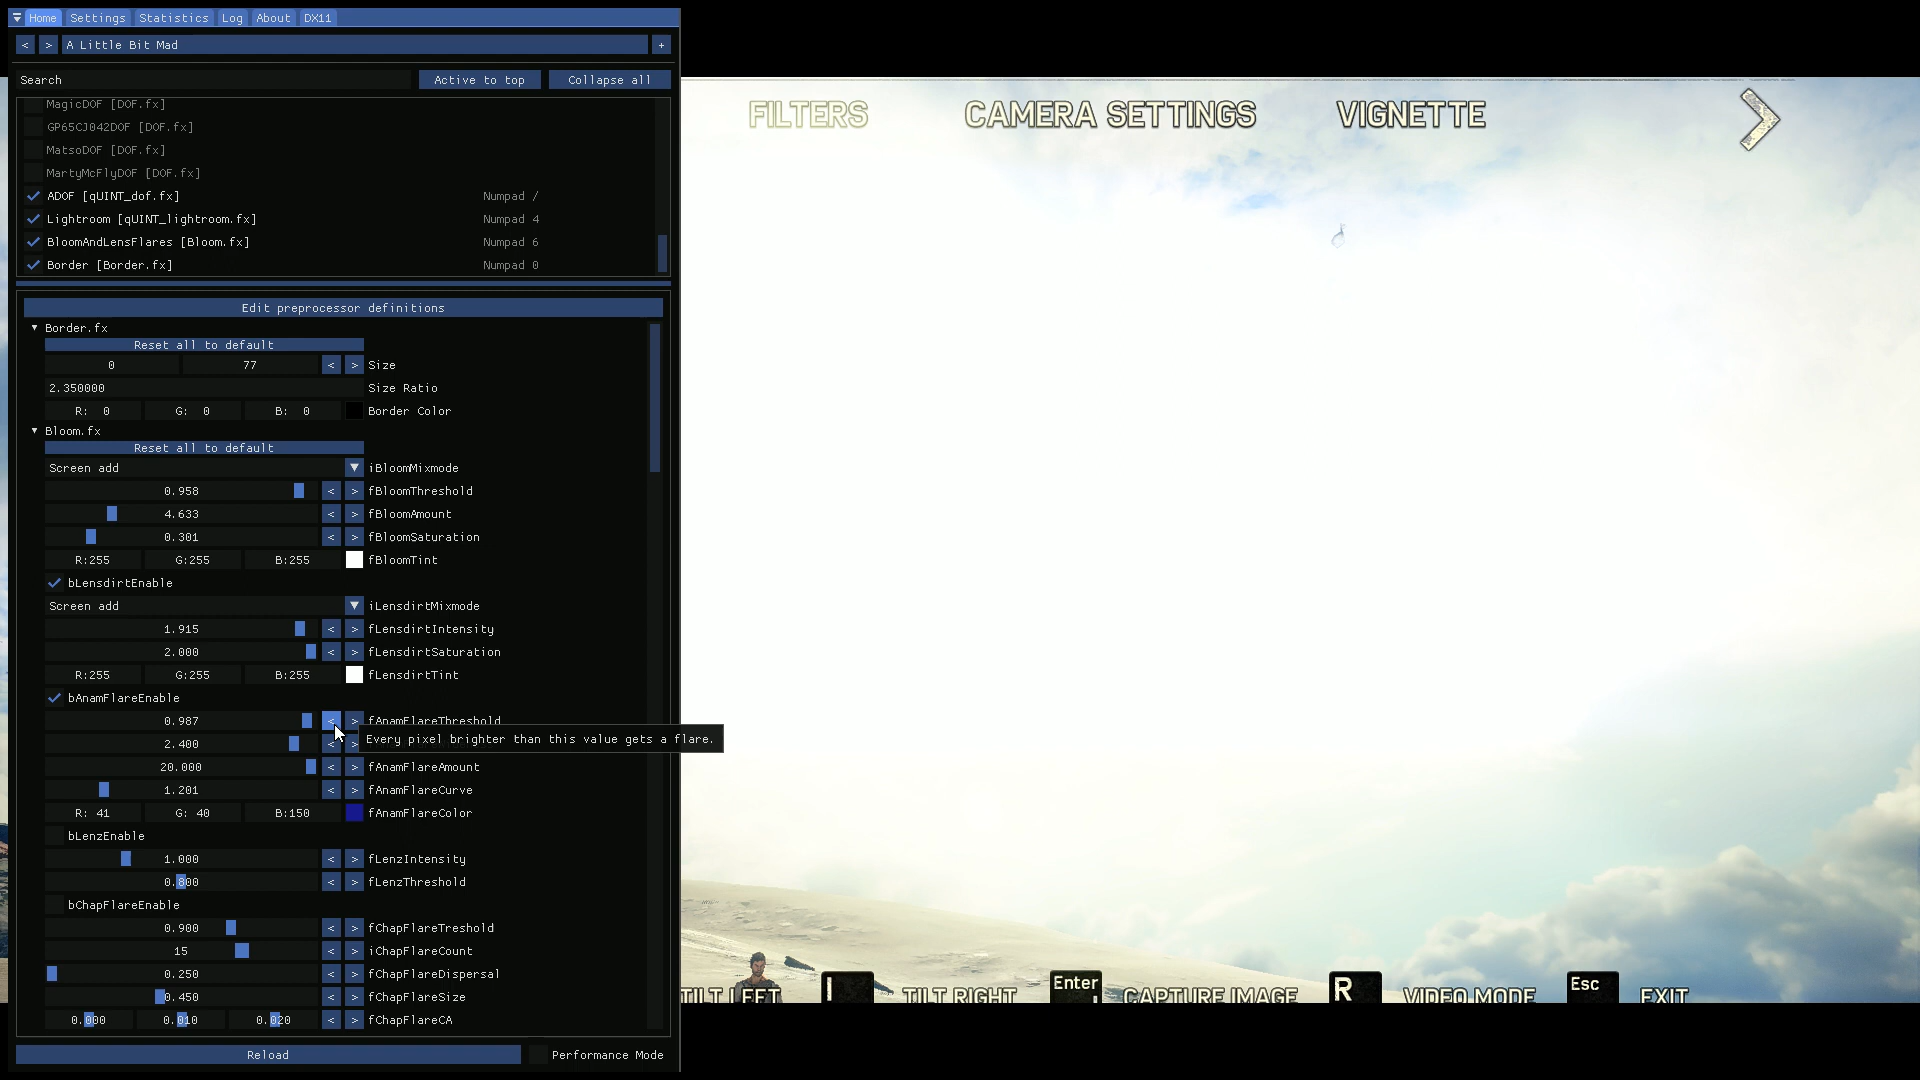 Home Settings Statistics Log About DX11
< > A Little Bit Mad +
Search Active to top Collapse all
MagicDOF [DOF.fx]
GP65CJ042DOF [DOF.fx]
MatsoDOF [DOF.fx]
MartyMcFlyDOF [DOF.fx]
ADOF [qUINT_dof.fx] Numpad /
Lightroom [qUINT_lightroom.fx] Numpad 4
BloomAndLensFlares [Bloom.fx] Numpad 6
Border [Border.fx] Numpad 0
Edit preprocessor definitions
Border.fx
Reset all to default
0 77 < > Size
2.350000 Size Ratio
R: 0 G: 0 B: 0 Border Color
Bloom.fx
Reset all to default
Screen add iBloomMixmode
0.958 < > fBloomThreshold
4.633 < > fBloomAmount
0.301 < > fBloomSaturation
R:255 G:255 B:255 fBloomTint
bLensdirtEnable
Screen add iLensdirtMixmode
1.915 < > fLensdirtIntensity
2.000 < > fLensdirtSaturation
R:255 G:255 B:255 fLensdirtTint
bAnamFlareEnable
0.987 < > fAnamFlareThreshold
Every pixel brighter than this value gets a flare.
2.400 < >
20.000 < > fAnamFlareAmount
1.201 < > fAnamFlareCurve
R: 41 G: 40 B:150 fAnamFlareColor
bLenzEnable
1.000 < > fLenzIntensity
0.800 < > fLenzThreshold
bChapFlareEnable
0.900 < > fChapFlareTreshold
15 < > iChapFlareCount
0.250 < > fChapFlareDispersal
0.450 < > fChapFlareSize
0.000 0.010 0.020 < > fChapFlareCA
Reload Performance Mode
FILTERS CAMERA SETTINGS VIGNETTE
TILT LEFT TILT RIGHT Enter CAPTURE IMAGE R VIDEO MODE Esc EXIT